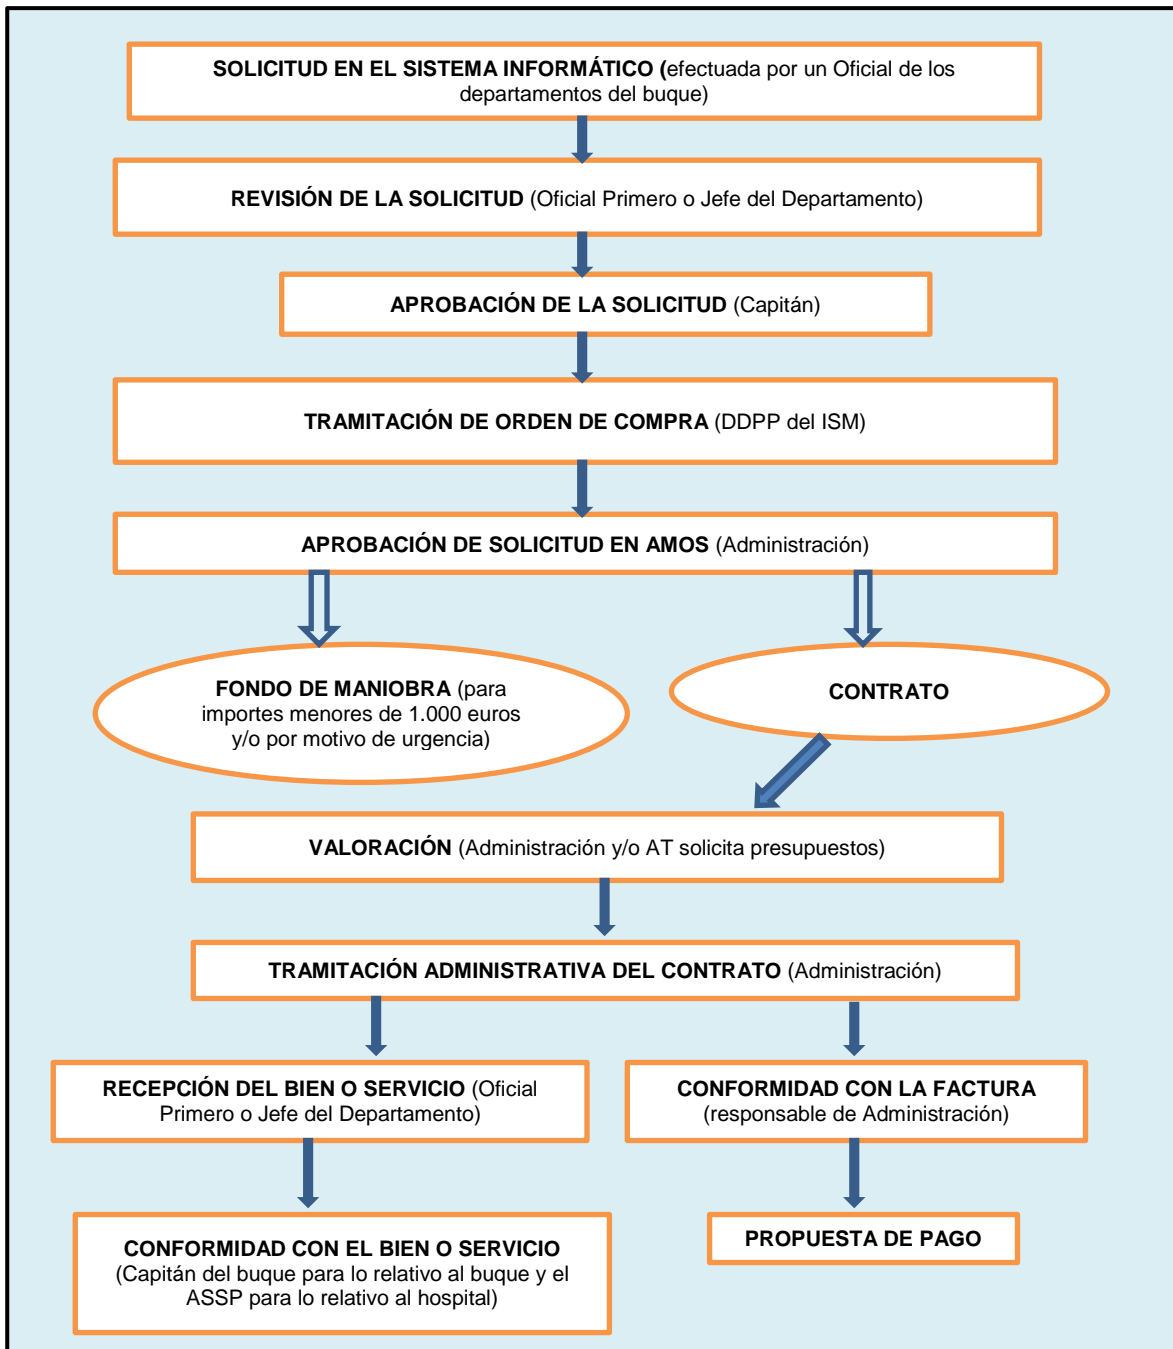 SOLICITUD EN EL SISTEMA INFORMÁTICO (efectuada por un Oficial de los
departamentos del buque)
REVISIÓN DE LA SOLICITUD (Oficial Primero o Jefe del Departamento)
APROBACIÓN DE LA SOLICITUD (Capitán)
TRAMITACIÓN DE ORDEN DE COMPRA (DDPP del ISM)
APROBACIÓN DE SOLICITUD EN AMOS (Administración)
FONDO DE MANIOBRA (para
importes menores de 1.000 euros
y/o por motivo de urgencia)
CONTRATO
VALORACIÓN (Administración y/o AT solicita presupuestos)
TRAMITACIÓN ADMINISTRATIVA DEL CONTRATO (Administración)
RECEPCIÓN DEL BIEN O SERVICIO (Oficial
Primero o Jefe del Departamento)
CONFORMIDAD CON LA FACTURA
(responsable de Administración)
CONFORMIDAD CON EL BIEN O SERVICIO
(Capitán del buque para lo relativo al buque y el
ASSP para lo relativo al hospital)
PROPUESTA DE PAGO